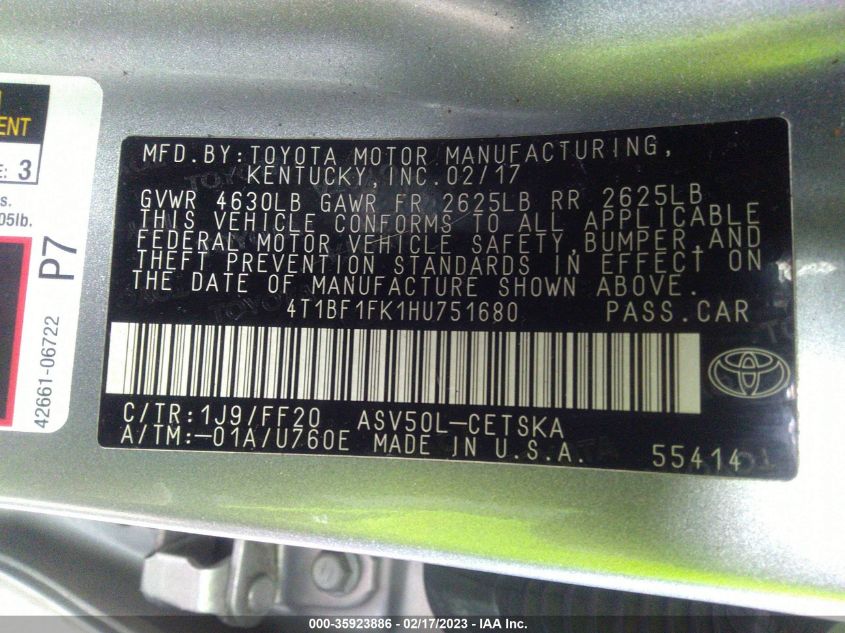 ENT
E: 3
s.
05lb.
P7
42661-06722
MFD.BY:TOYOTA MOTOR MANUFACTURING,
KENTUCKY,INC.02/17
GVWR 4630LB GAWR FR 2625LB RR 2625LB
THIS VEHICLE CONFORMS TO ALL APPLICABLE
FEDERAL MOTOR VEHICLE SAFETY,BUMPER,AND
THEFT PREVENTION STANDARDS IN EFFECT ON
THE DATE OF MANUFACTURE SHOWN ABOVE.
4T1BF1FK1HU751680 PASS.CAR
C/TR:1J9/FF20 ASV50L-CETSKA
A/TM:-01A/U760E MADE IN U.S.A. 55414
000-35923886 - 02/17/2023 - IAA Inc.